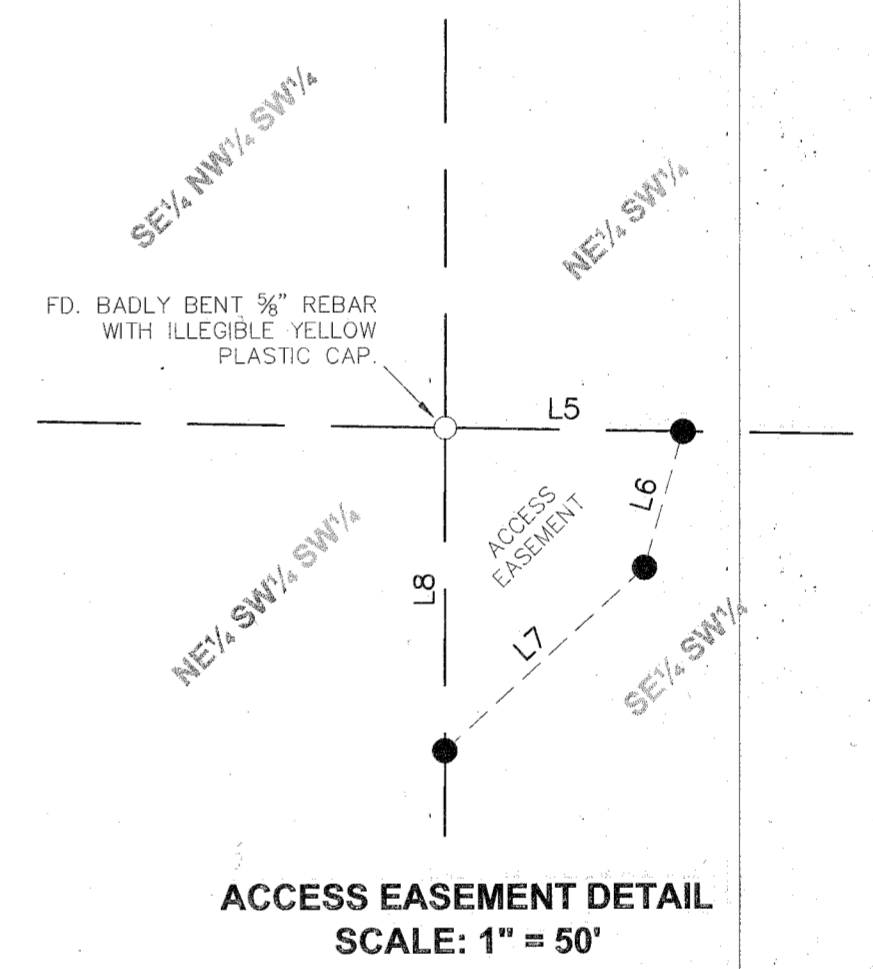 SE¼ NW¼ SW¼
NE¼ SW¼
FD. BADLY BENT ⅝" REBAR
WITH ILLEGIBLE YELLOW
PLASTIC CAP.
L5
L6
ACCESS
EASEMENT
L8
NE¼ SW¼ SW¼
L7
SE¼ SW¼
ACCESS EASEMENT DETAIL
SCALE: 1" = 50'